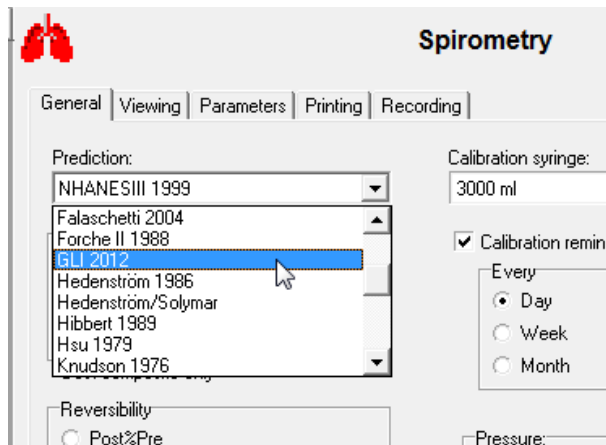 Spirometry
General Viewing Parameters Printing Recording
Prediction:
NHANESIII 1999
Falaschetti 2004
Forche II 1988
GLI 2012
Hedenström 1986
Hedenström/Solymar
Hibbert 1989
Hsu 1979
Knudson 1976
Reversibility
Post%Pre
Calibration syringe:
3000 ml
Calibration remin
Every
Day
Week
Month
Pressure: